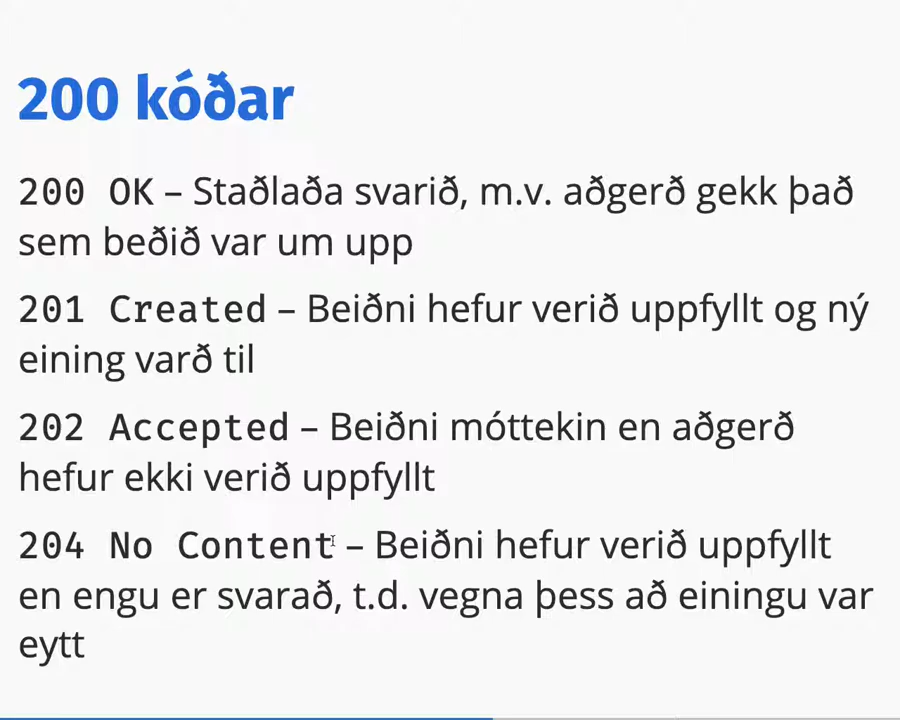 200 kóðar
200 OK – Staðlaða svarið, m.v. aðgerð gekk það
sem beðið var um upp
201 Created – Beiðni hefur verið uppfyllt og ný
eining varð til
202 Accepted – Beiðni móttekin en aðgerð
hefur ekki verið uppfyllt
204 No Content – Beiðni hefur verið uppfyllt
en engu er svarað, t.d. vegna þess að einingu var
eytt